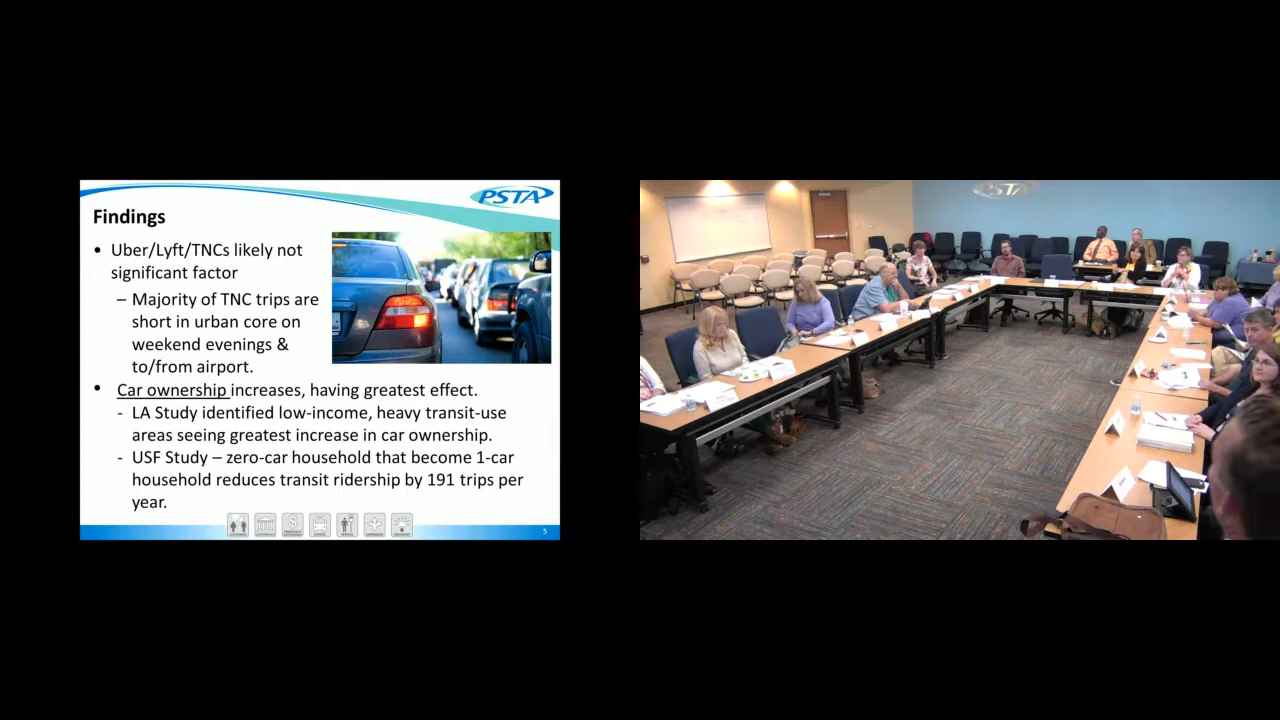 PSTA
Findings
• Uber/Lyft/TNCs likely not
significant factor
– Majority of TNC trips are
short in urban core on
weekend evenings &
to/from airport.
• Car ownership increases, having greatest effect.
- LA Study identified low-income, heavy transit-use
areas seeing greatest increase in car ownership.
- USF Study – zero-car household that become 1-car
household reduces transit ridership by 191 trips per
year.
5
PSTA